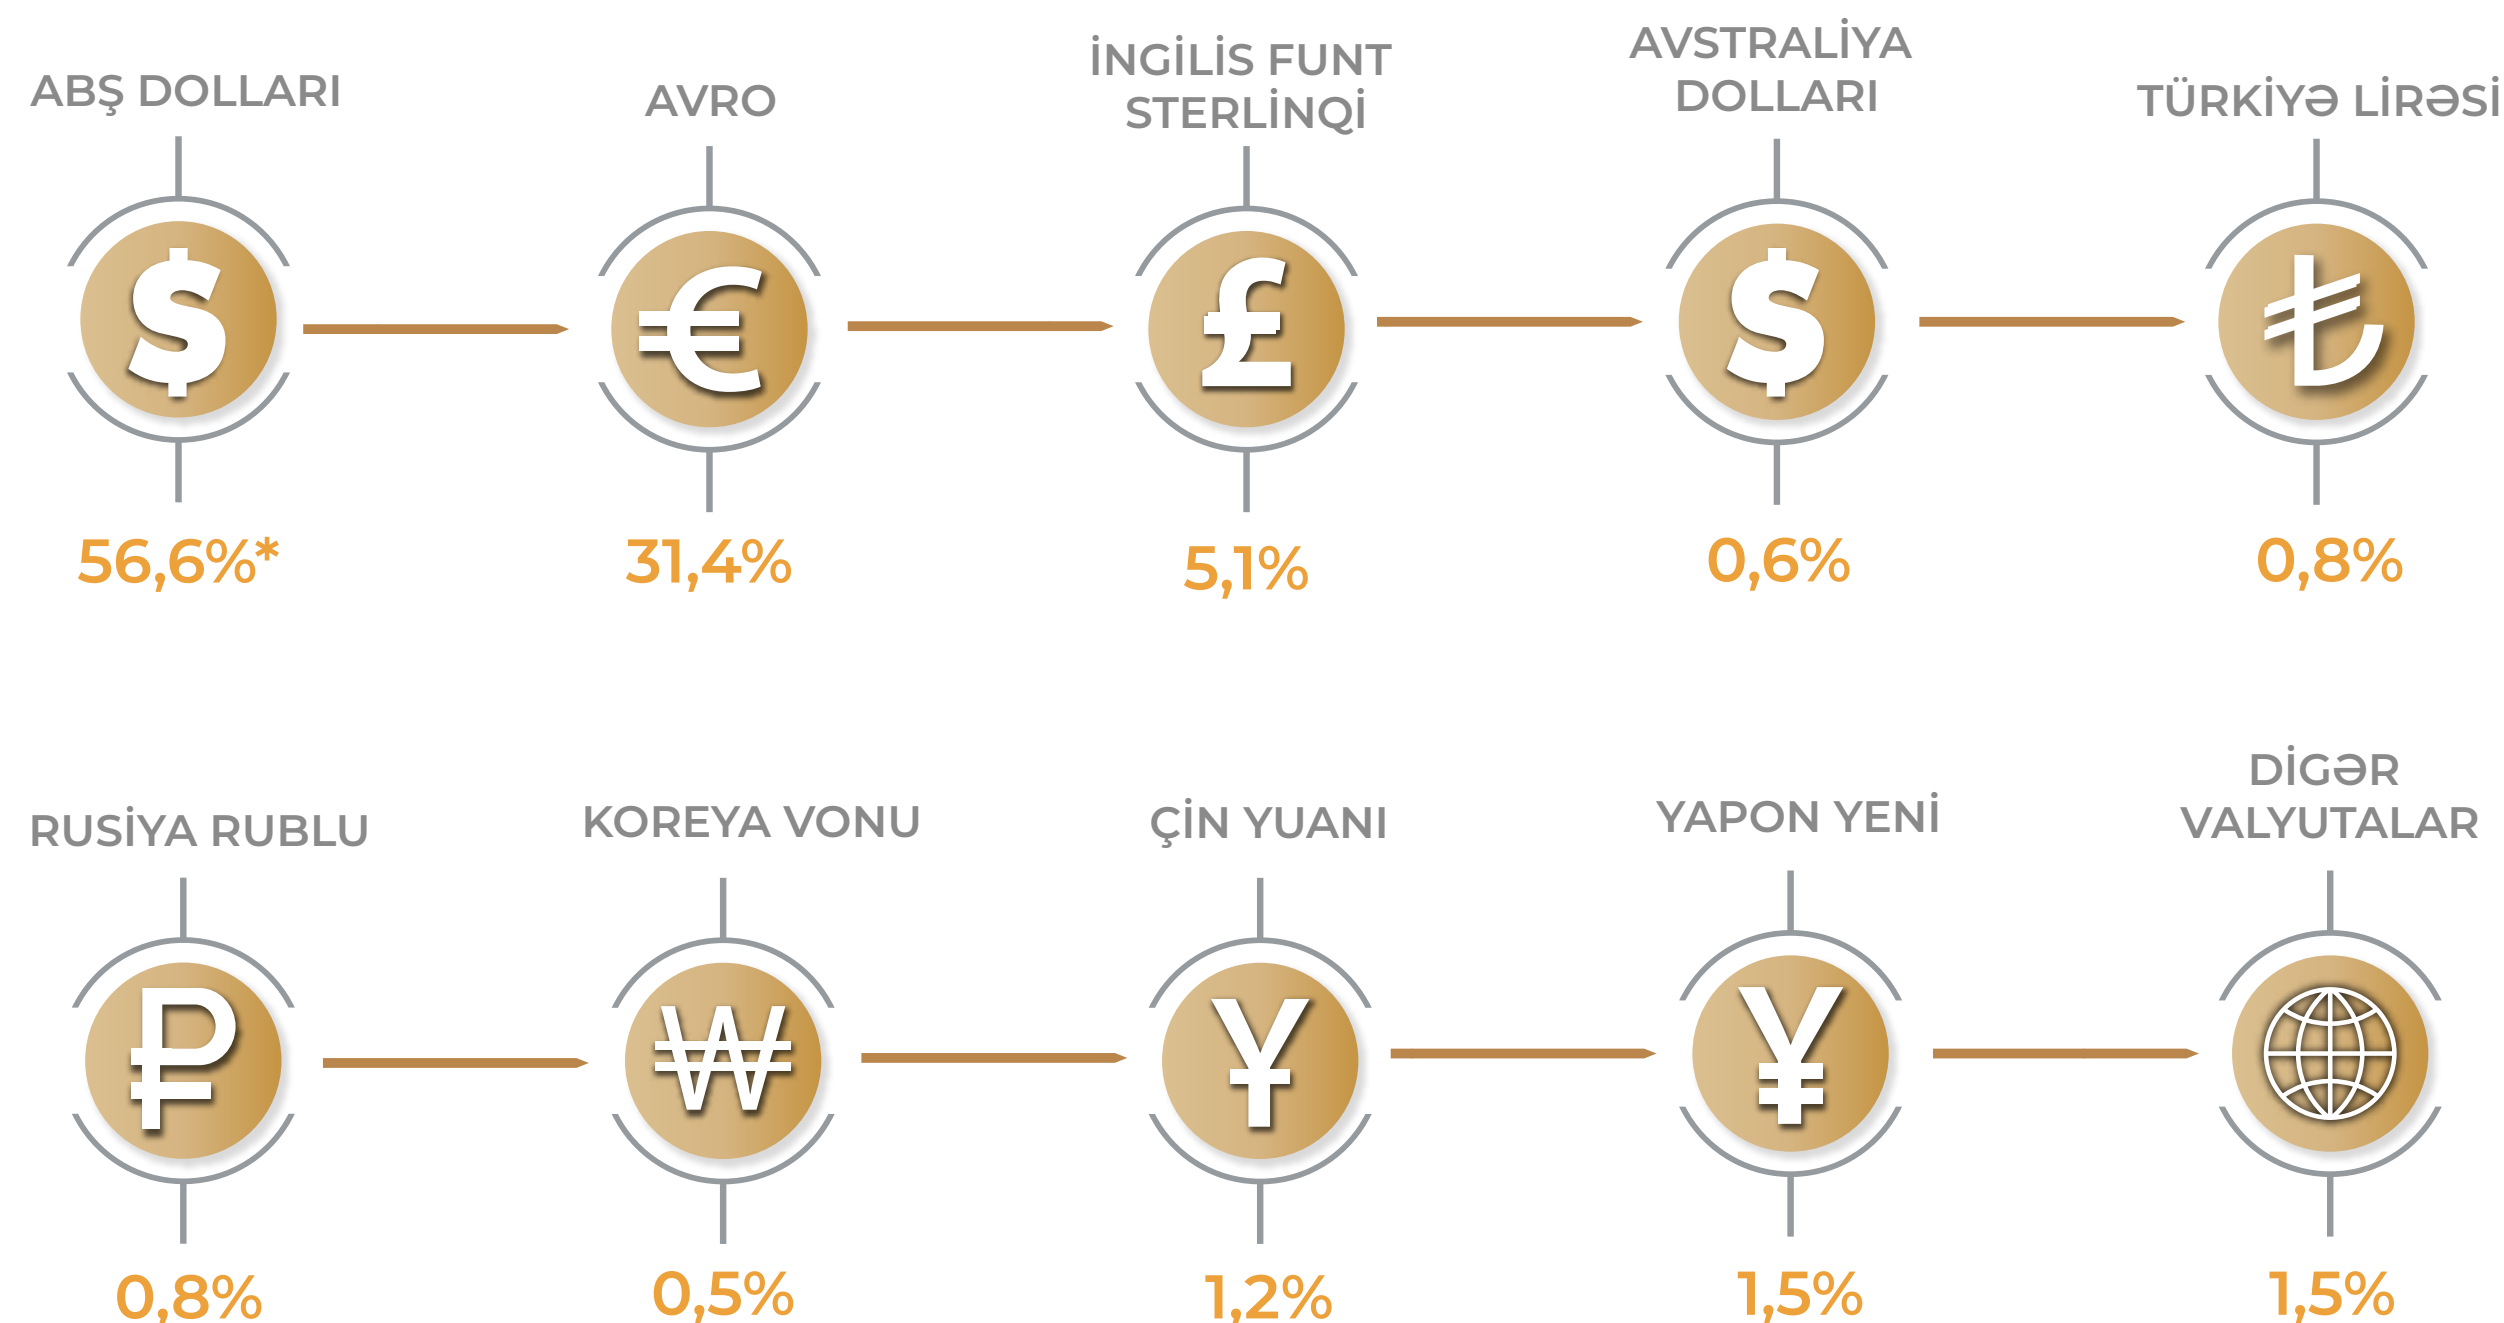 ABŞ DOLLARI
AVRO
İNGİLİS FUNT
STERLİNQİ
AVSTRALİYA
DOLLARI
TÜRKİYƏ LİRƏSİ
$
€
£
$
₺
56,6%*
31,4%
5,1%
0,6%
0,8%
RUSİYA RUBLU
KOREYA VONU
ÇİN YUANI
YAPON YENİ
DİGƏR
VALYUTALAR
₽
₩
Ұ
¥
0,8%
0,5%
1,2%
1,5%
1,5%